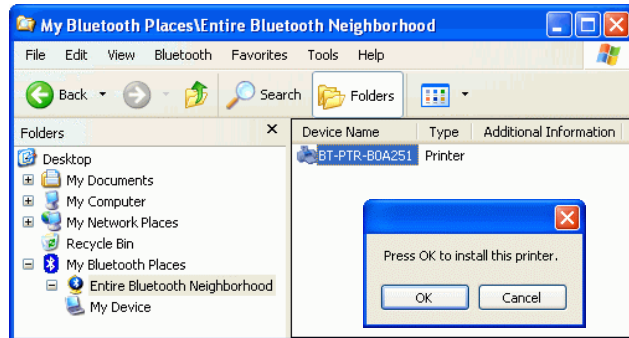 My Bluetooth Places\Entire Bluetooth Neighborhood
File Edit View Bluetooth Favorites Tools Help
Back Search Folders
Folders x
Device Name Type Additional Information
Desktop
BT-PTR-B0A251 Printer
My Documents
My Computer
My Network Places
Recycle Bin
My Bluetooth Places
Entire Bluetooth Neighborhood
My Device
Press OK to install this printer.
OK Cancel